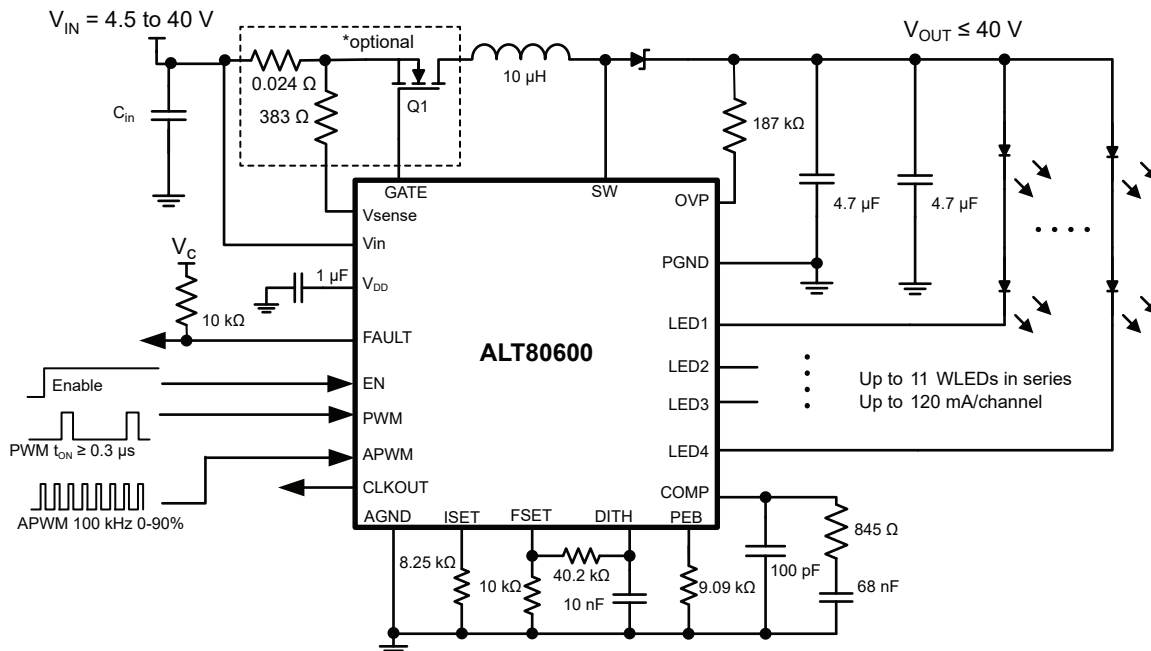 V_IN = 4.5 to 40 V
*optional
V_OUT ≤ 40 V
0.024 Ω
10 µH
Q1
C_in
383 Ω
187 kΩ
GATE
SW
OVP
4.7 µF
4.7 µF
Vsense
Vin
V_C
PGND
1 µF
V_DD
10 kΩ
FAULT
LED1
ALT80600
LED2
Enable
EN
Up to 11 WLEDs in series
LED3
Up to 120 mA/channel
PWM
PWM t_ON ≥ 0.3 µs
APWM
LED4
CLKOUT
COMP
APWM 100 kHz 0-90%
AGND
ISET
FSET
DITH
PEB
845 Ω
8.25 kΩ
40.2 kΩ
100 pF
10 kΩ
10 nF
9.09 kΩ
68 nF